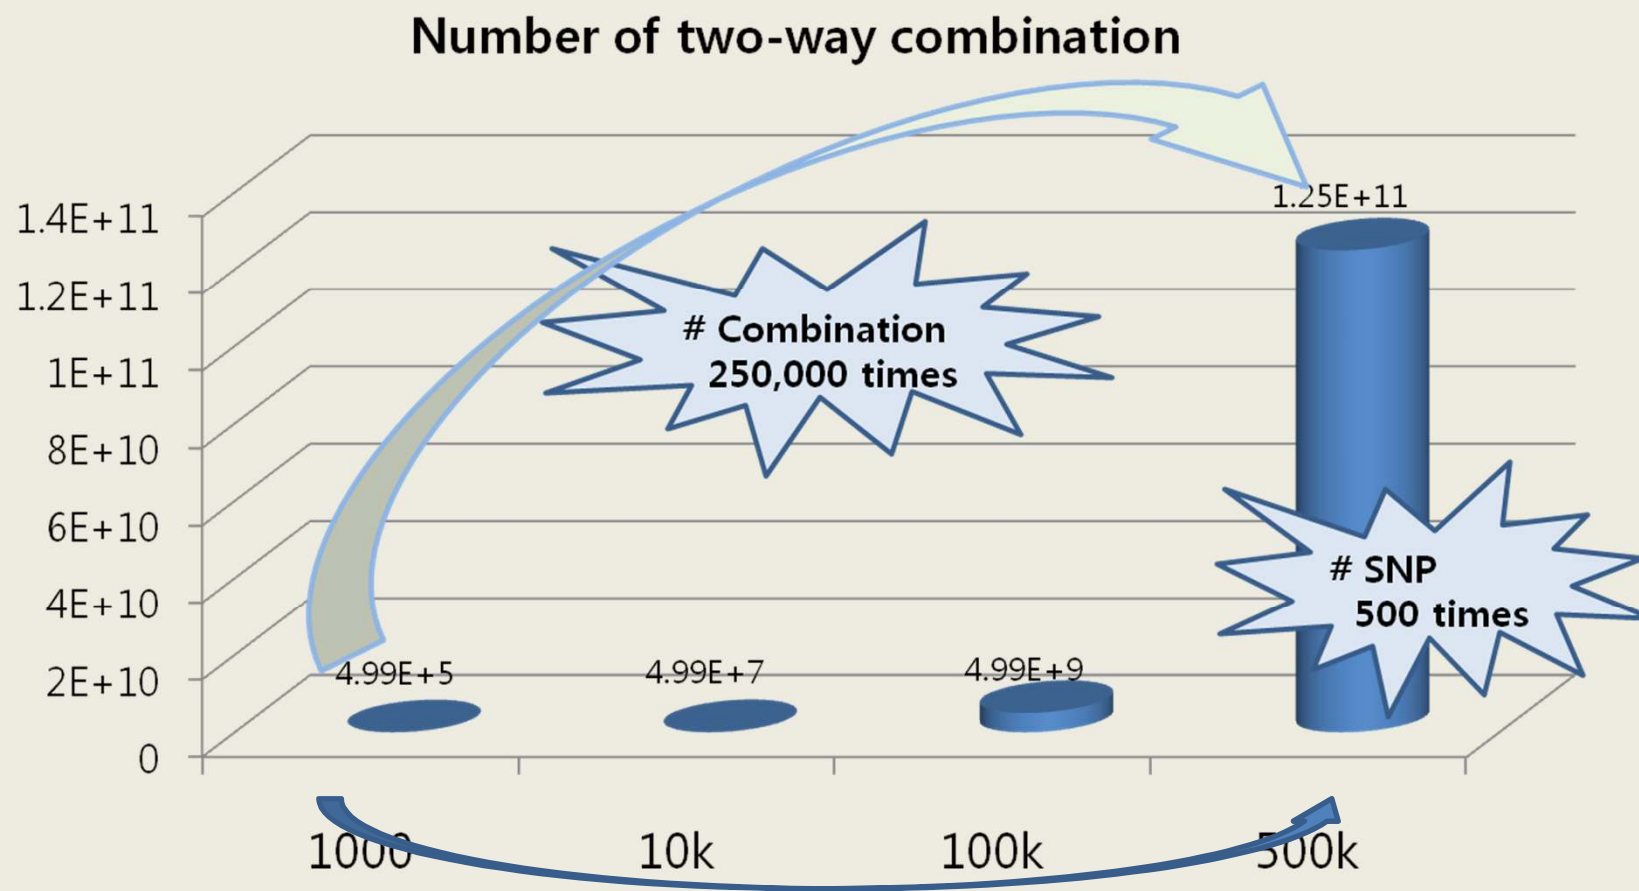 Number of two-way combination
1.4E+11
1.2E+11
1E+11
8E+10
6E+10
4E+10
2E+10
0
1.25E+11
# Combination
250,000 times
# SNP
500 times
4.99E+5
4.99E+7
4.99E+9
1000
10k
100k
500k